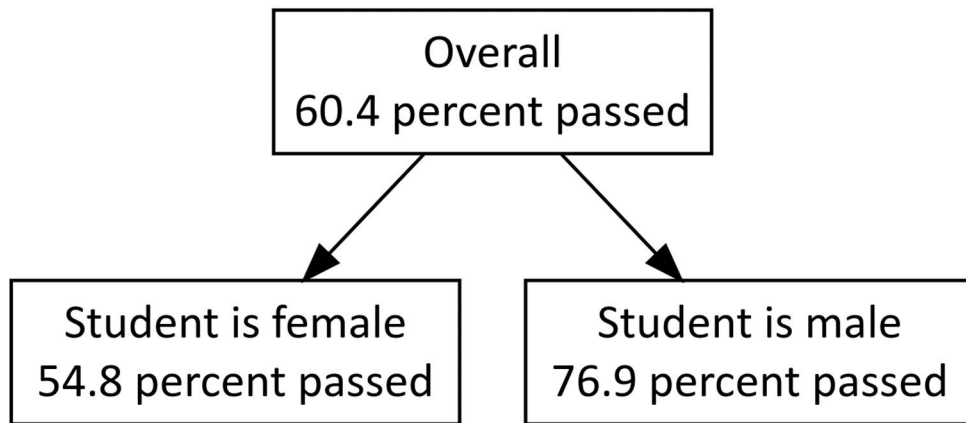 Overall
60.4 percent passed
Student is female
54.8 percent passed
Student is male
76.9 percent passed